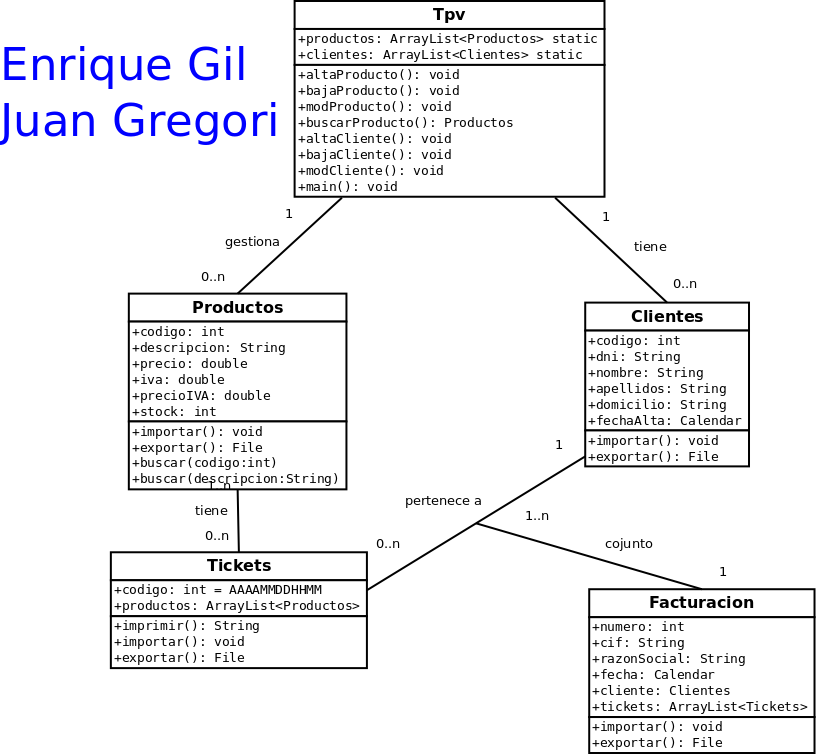 Enrique Gil
Juan Gregori
Tpv
+productos: ArrayList<Productos> static
+clientes: ArrayList<Clientes> static
+altaProducto(): void
+bajaProducto(): void
+modProducto(): void
+buscarProducto(): Productos
+altaCliente(): void
+bajaCliente(): void
+modCliente(): void
+main(): void
1
gestiona
0..n
1
tiene
0..n
Productos
+codigo: int
+descripcion: String
+precio: double
+iva: double
+precioIVA: double
+stock: int
+importar(): void
+exportar(): File
+buscar(codigo:int)
+buscar(descripcion:String)
Clientes
+codigo: int
+dni: String
+nombre: String
+apellidos: String
+domicilio: String
+fechaAlta: Calendar
+importar(): void
+exportar(): File
1..n
tiene
0..n
1
pertenece a
0..n
1..n
cojunto
1
Tickets
+codigo: int = AAAAMMDDHHMM
+productos: ArrayList<Productos>
+imprimir(): String
+importar(): void
+exportar(): File
Facturacion
+numero: int
+cif: String
+razonSocial: String
+fecha: Calendar
+cliente: Clientes
+tickets: ArrayList<Tickets>
+importar(): void
+exportar(): File